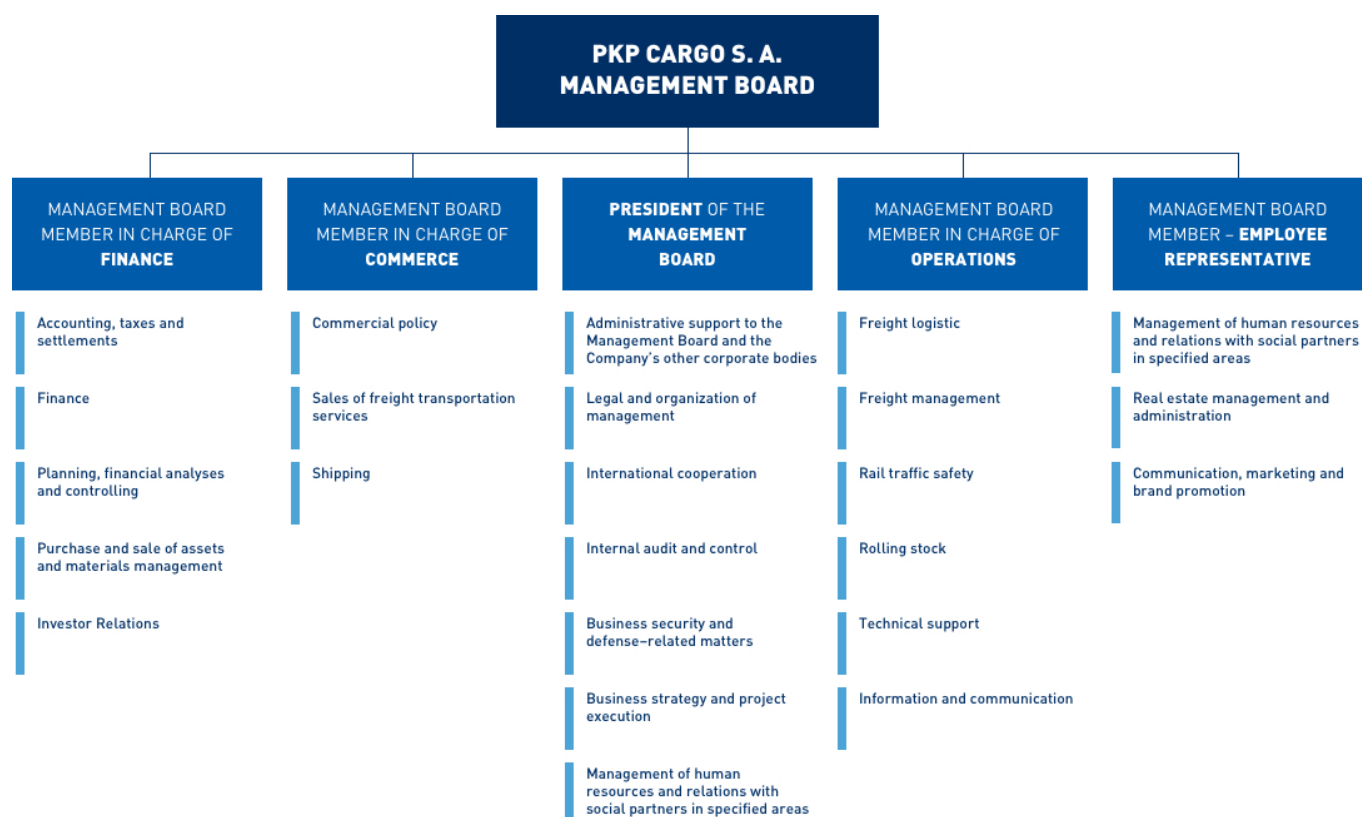 PKP CARGO S. A.
MANAGEMENT BOARD
MANAGEMENT BOARD
MEMBER IN CHARGE OF
FINANCE
Accounting, taxes and
settlements
Finance
Planning, financial analyses
and controlling
Purchase and sale of assets
and materials management
Investor Relations
MANAGEMENT BOARD
MEMBER IN CHARGE OF
COMMERCE
Commercial policy
Sales of freight transportation
services
Shipping
PRESIDENT OF THE
MANAGEMENT
BOARD
Administrative support to the
Management Board and the
Company's other corporate bodies
Legal and organization of
management
International cooperation
Internal audit and control
Business security and
defense–related matters
Business strategy and project
execution
Management of human
resources and relations with
social partners in specified areas
MANAGEMENT BOARD
MEMBER IN CHARGE OF
OPERATIONS
Freight logistic
Freight management
Rail traffic safety
Rolling stock
Technical support
Information and communication
MANAGEMENT BOARD
MEMBER – EMPLOYEE
REPRESENTATIVE
Management of human resources
and relations with social partners
in specified areas
Real estate management and
administration
Communication, marketing and
brand promotion